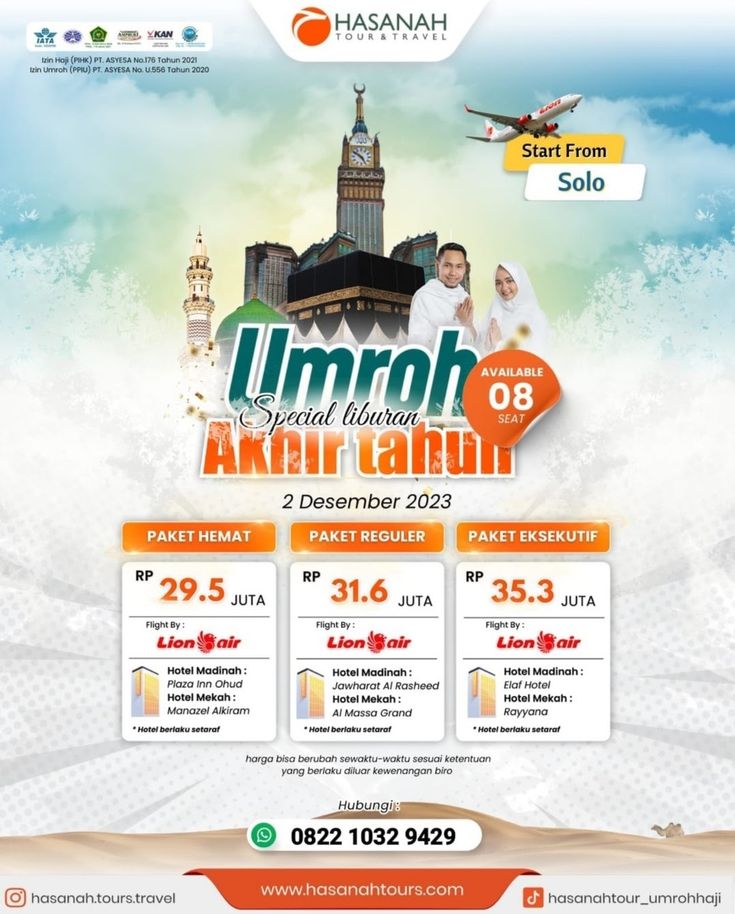 HASANAH
TOUR & TRAVEL
IATA
KAN
Izin Haji (PIHK) PT. ASYESA No.176 Tahun 2021
Izin Umroh (PPIU) PT. ASYESA No. U.556 Tahun 2020
Start From
Solo
Umroh
Special liburan
Akhir tahun
AVAILABLE
08
SEAT
2 Desember 2023
PAKET HEMAT
RP 29.5 JUTA
Flight By :
Lion air
Hotel Madinah :
Plaza Inn Ohud
Hotel Mekah :
Manazel Alkiram
* Hotel berlaku setaraf
PAKET REGULER
RP 31.6 JUTA
Flight By :
Lion air
Hotel Madinah :
Jawharat Al Rasheed
Hotel Mekah :
Al Massa Grand
* Hotel berlaku setaraf
PAKET EKSEKUTIF
RP 35.3 JUTA
Flight By :
Lion air
Hotel Madinah :
Elaf Hotel
Hotel Mekah :
Rayyana
* Hotel berlaku setaraf
harga bisa berubah sewaktu-waktu sesuai ketentuan
yang berlaku diluar kewenangan biro
Hubungi :
0822 1032 9429
hasanah.tours.travel
www.hasanahtours.com
hasanahtour_umrohhaji